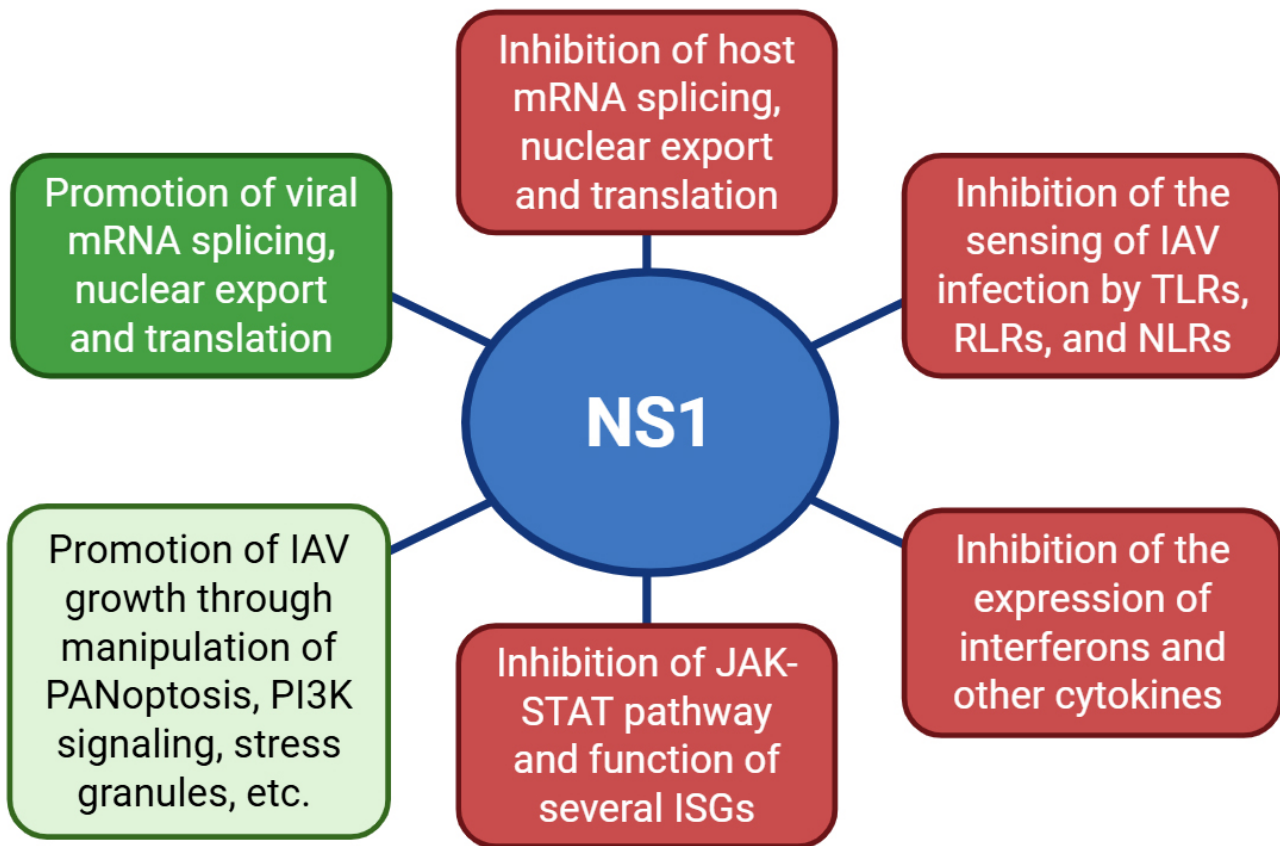 Inhibition of host
mRNA splicing,
nuclear export
and translation
Promotion of viral
mRNA splicing,
nuclear export
and translation
Inhibition of the
sensing of IAV
infection by TLRs,
RLRs, and NLRs
NS1
Promotion of IAV
growth through
manipulation of
PANoptosis, PI3K
signaling, stress
granules, etc.
Inhibition of JAK-
STAT pathway
and function of
several ISGs
Inhibition of the
expression of
interferons and
other cytokines